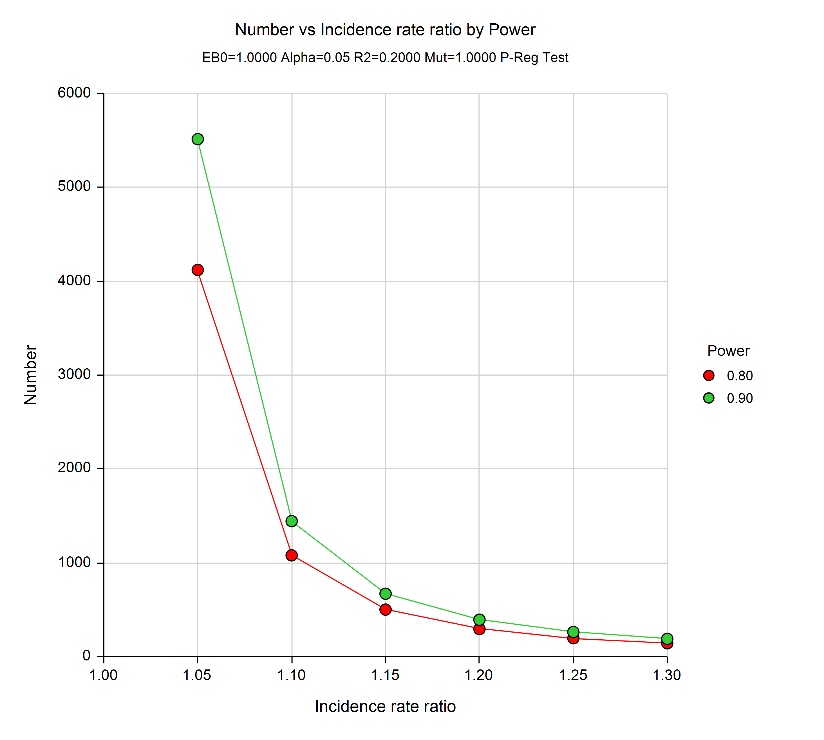 Number vs Incidence rate ratio by Power
EB0=1.0000 Alpha=0.05 R2=0.2000 Mut=1.0000 P-Reg Test
6000
5000
4000
3000
2000
1000
0
Number
1.00 1.05 1.10 1.15 1.20 1.25 1.30
Incidence rate ratio
Power
0.80
0.90